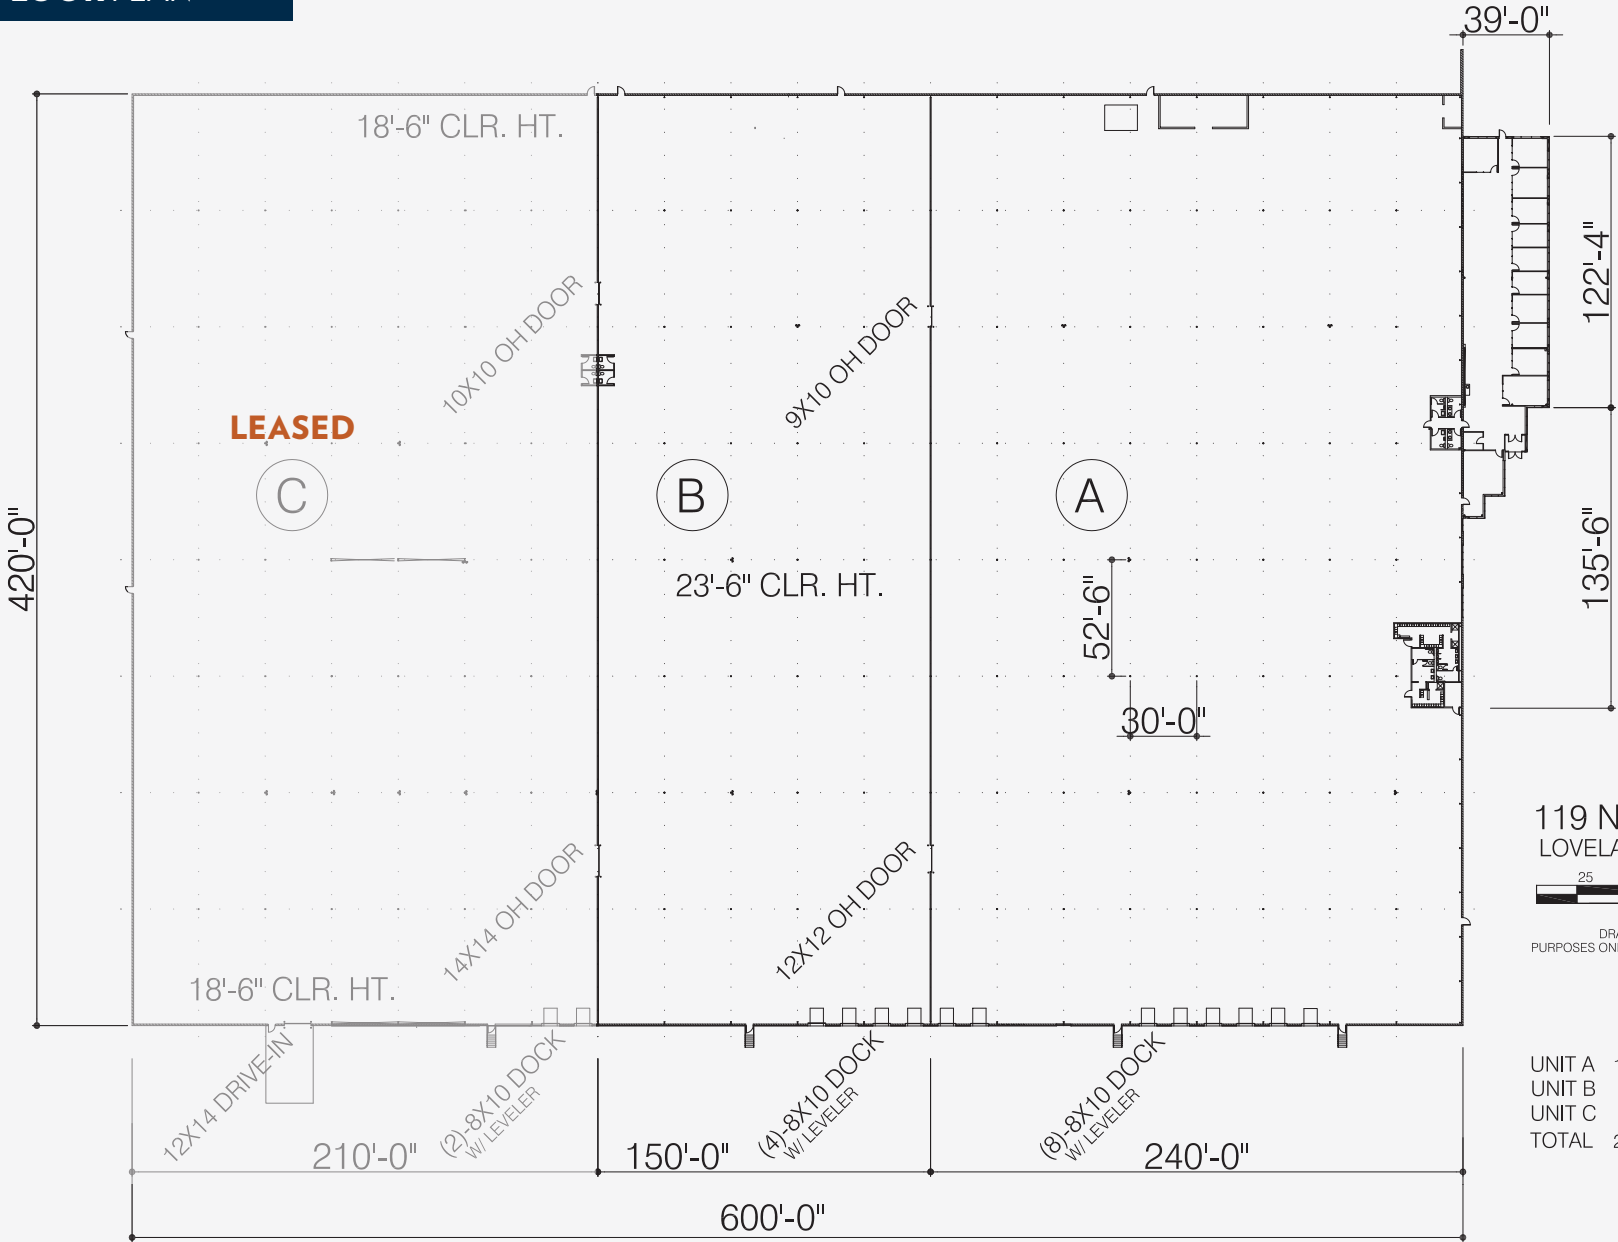 39'-0"
18'-6" CLR. HT.
122'-4"
10X10 OH DOOR
9X10 OH DOOR
LEASED
C
B
A
420'-0"
135'-6"
23'-6" CLR. HT.
52'-6"
30'-0"
119 N
25
14X14 OH DOOR
12X12 OH DOOR
PURPOSES
18'-6" CLR. HT.
12X14 DRIVE-IN
(2)-8X10 DOCK
W/ LEVELER
(4)-8X10 DOCK
W/ LEVELER
(8)-8X10 DOCK
W/ LEVELER
UNIT A
UNIT B
UNIT C
TOTAL
210'-0"
150'-0"
240'-0"
600'-0"